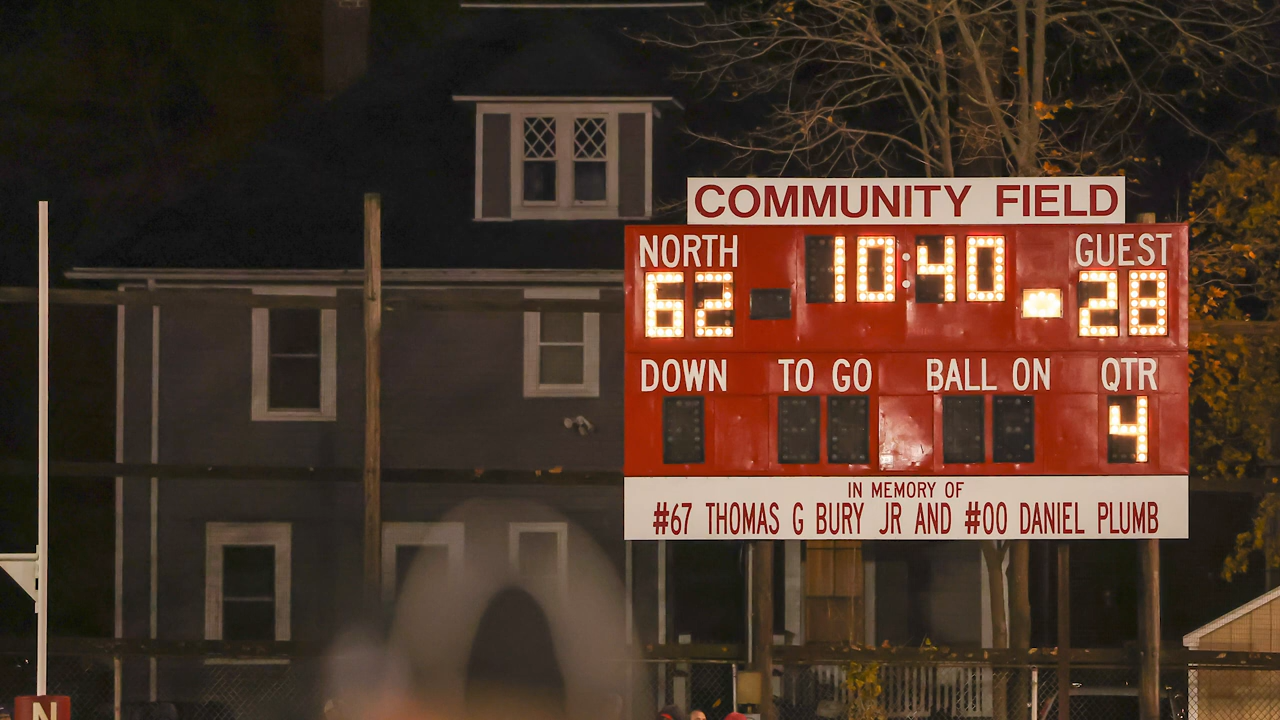 COMMUNITY FIELD
NORTH 10:40 GUEST
62 28
DOWN TO GO BALL ON QTR
4
IN MEMORY OF
#67 THOMAS G BURY JR AND #00 DANIEL PLUMB
N